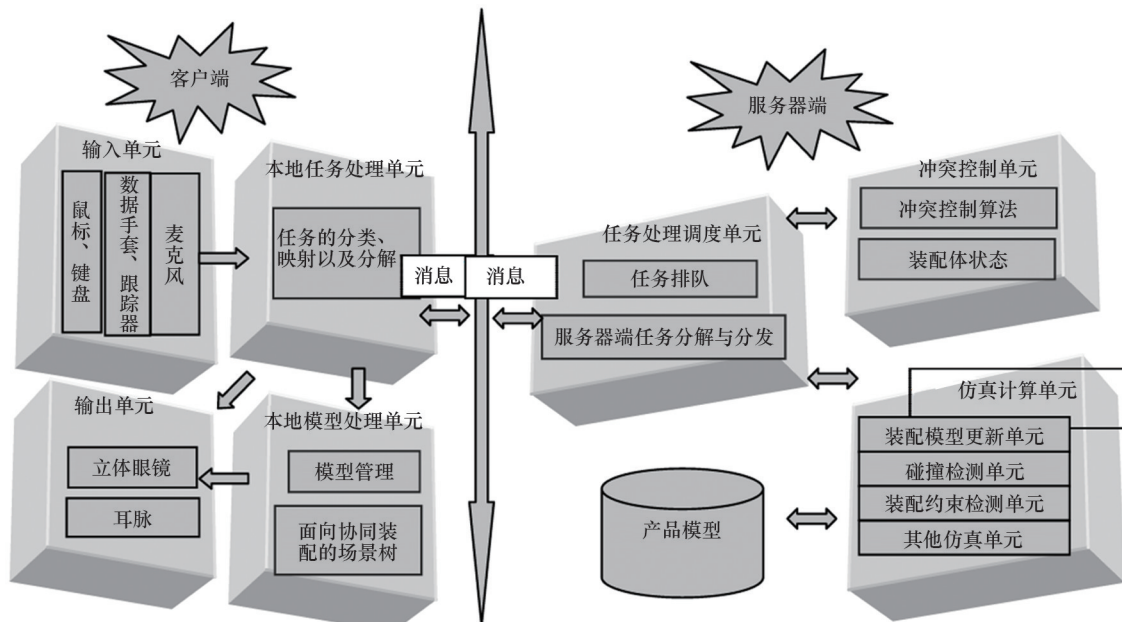 客户端
服务器端
输入单元
鼠标、键盘
数据手套、跟踪器
麦克风
本地任务处理单元
任务的分类、
映射以及分解
消息
消息
任务处理调度单元
任务排队
服务器端任务分解与分发
冲突控制单元
冲突控制算法
装配体状态
输出单元
立体眼镜
耳脉
本地模型处理单元
模型管理
面向协同装
配的场景树
产品模型
仿真计算单元
装配模型更新单元
碰撞检测单元
装配约束检测单元
其他仿真单元